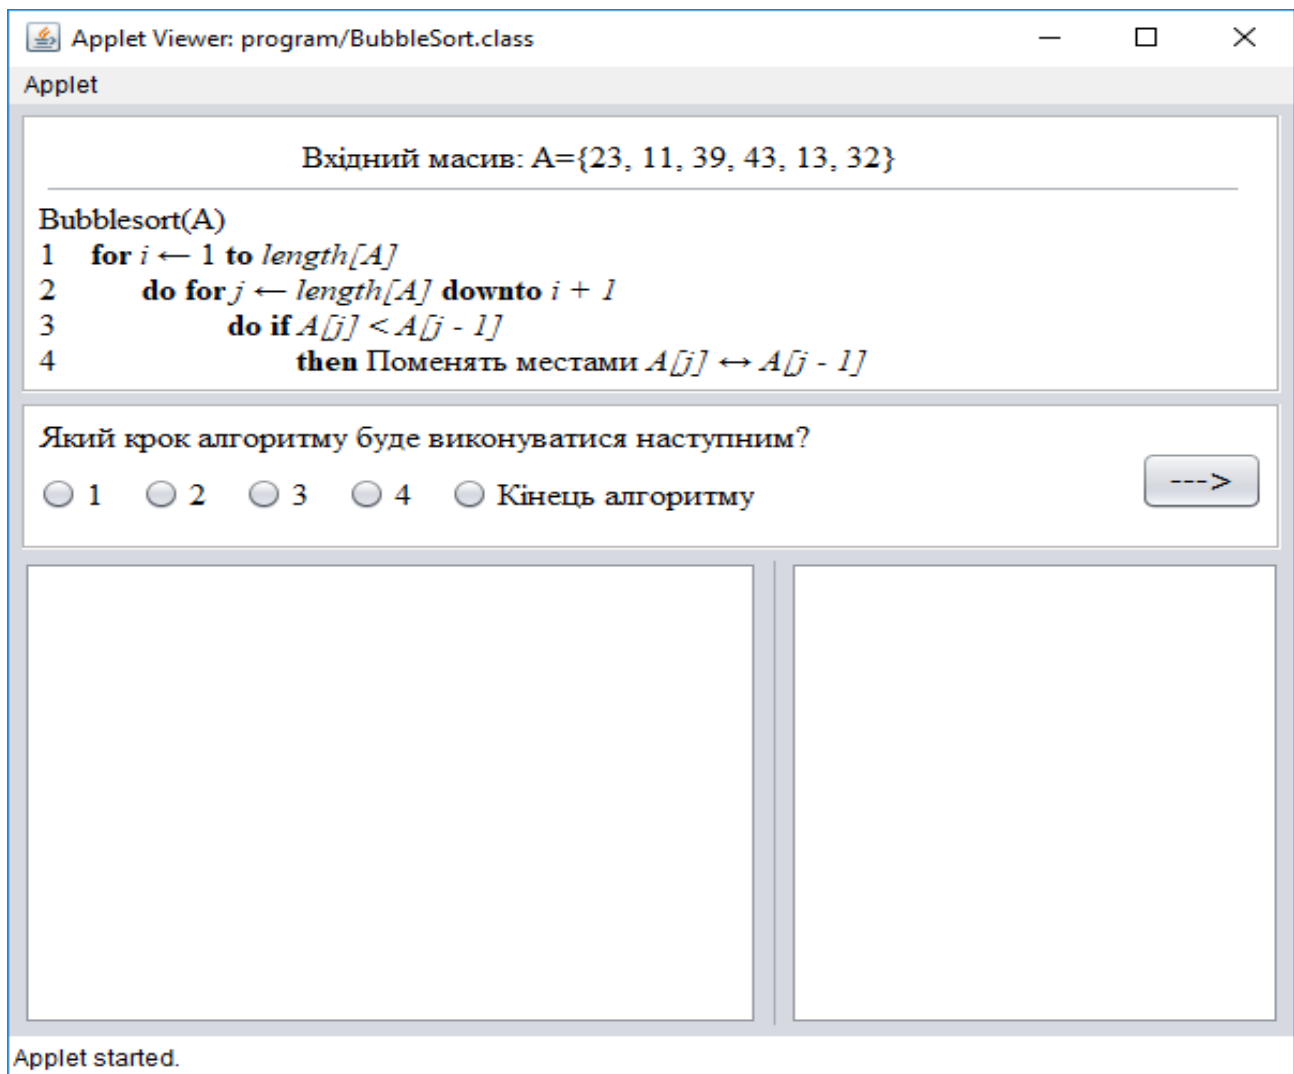 Applet Viewer: program/BubbleSort.class
Applet
Вхідний масив: A={23, 11, 39, 43, 13, 32}
Bubblesort(A)
1 for i ← 1 to length[A]
2 do for j ← length[A] downto i + 1
3 do if A[j] < A[j - 1]
4 then Поменять местами A[j] ↔ A[j - 1]
Який крок алгоритму буде виконуватися наступним?
1 2 3 4 Кінець алгоритму
--->
Applet started.